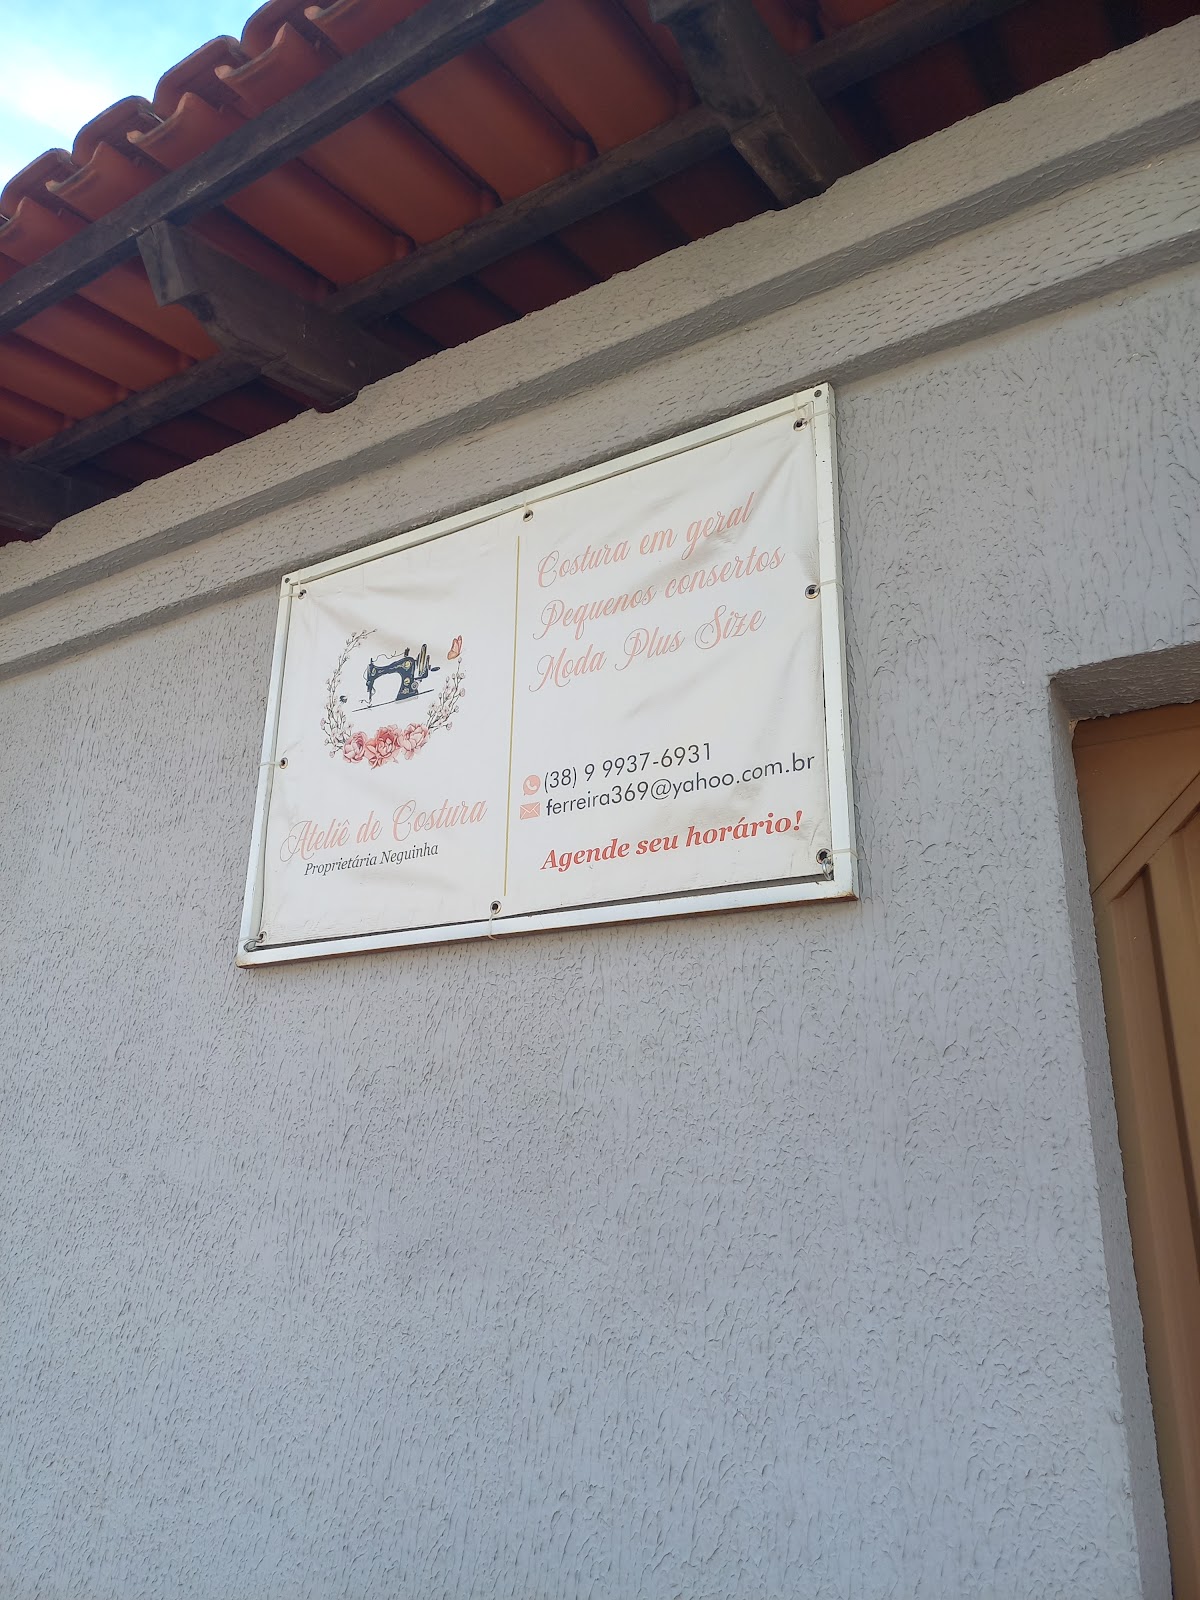 Ateliê de Costura
Proprietária Neguinha
Costura em geral
Pequenos consertos
Moda Plus Size
(38) 9 9937-6931
ferreira369@yahoo.com.br
Agende seu horário!